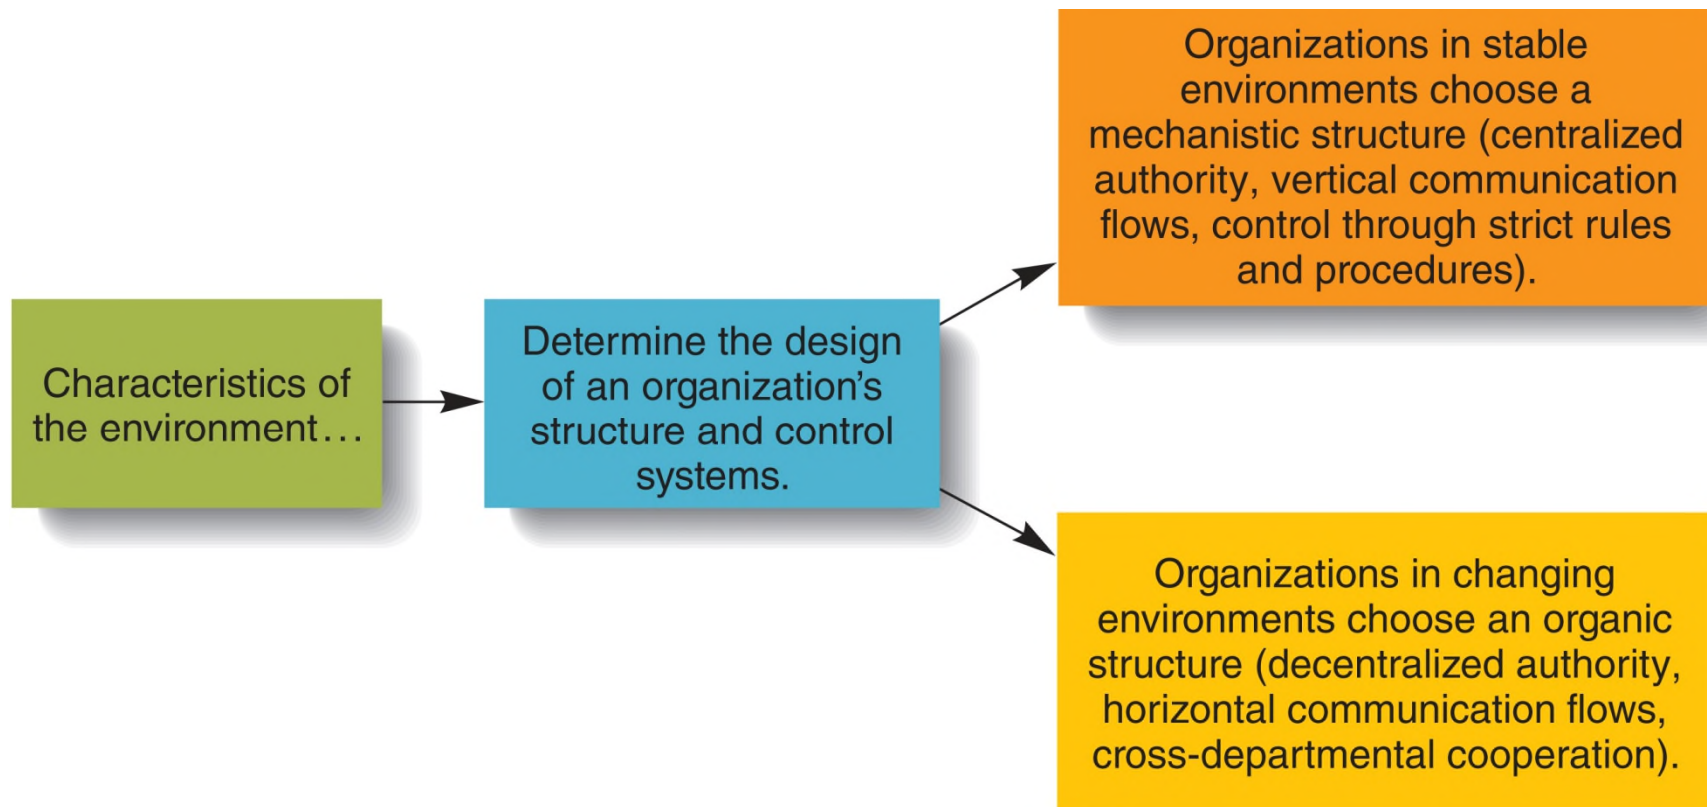 Characteristics of
the environment…
Determine the design
of an organization’s
structure and control
systems.
Organizations in stable
environments choose a
mechanistic structure (centralized
authority, vertical communication
flows, control through strict rules
and procedures).
Organizations in changing
environments choose an organic
structure (decentralized authority,
horizontal communication flows,
cross-departmental cooperation).